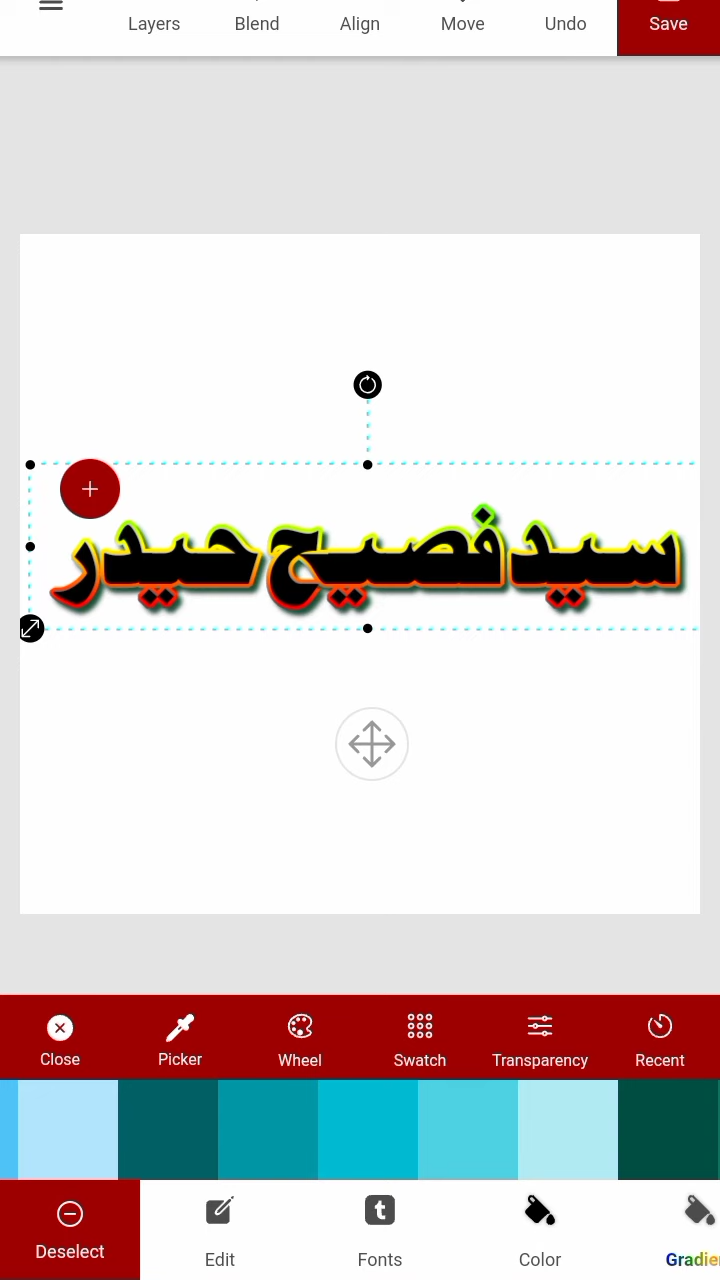 Layers Blend Align Move Undo Save
سید فصیح حیدر
Close Picker Wheel Swatch Transparency Recent
Deselect Edit Fonts Color Gradie